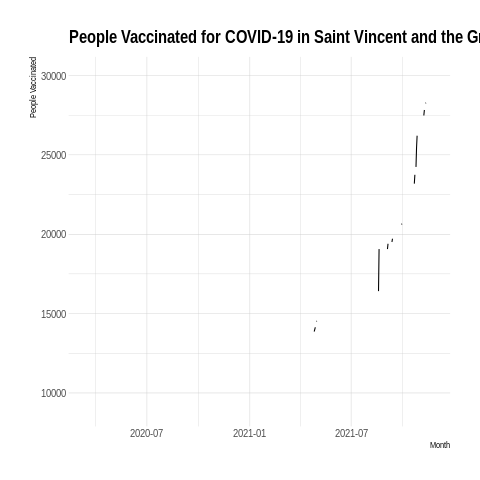 People Vaccinated for COVID-19 in Saint Vincent and the Gr
People Vaccinated
30000
25000
20000
15000
10000
2020-07
2021-01
2021-07
Month